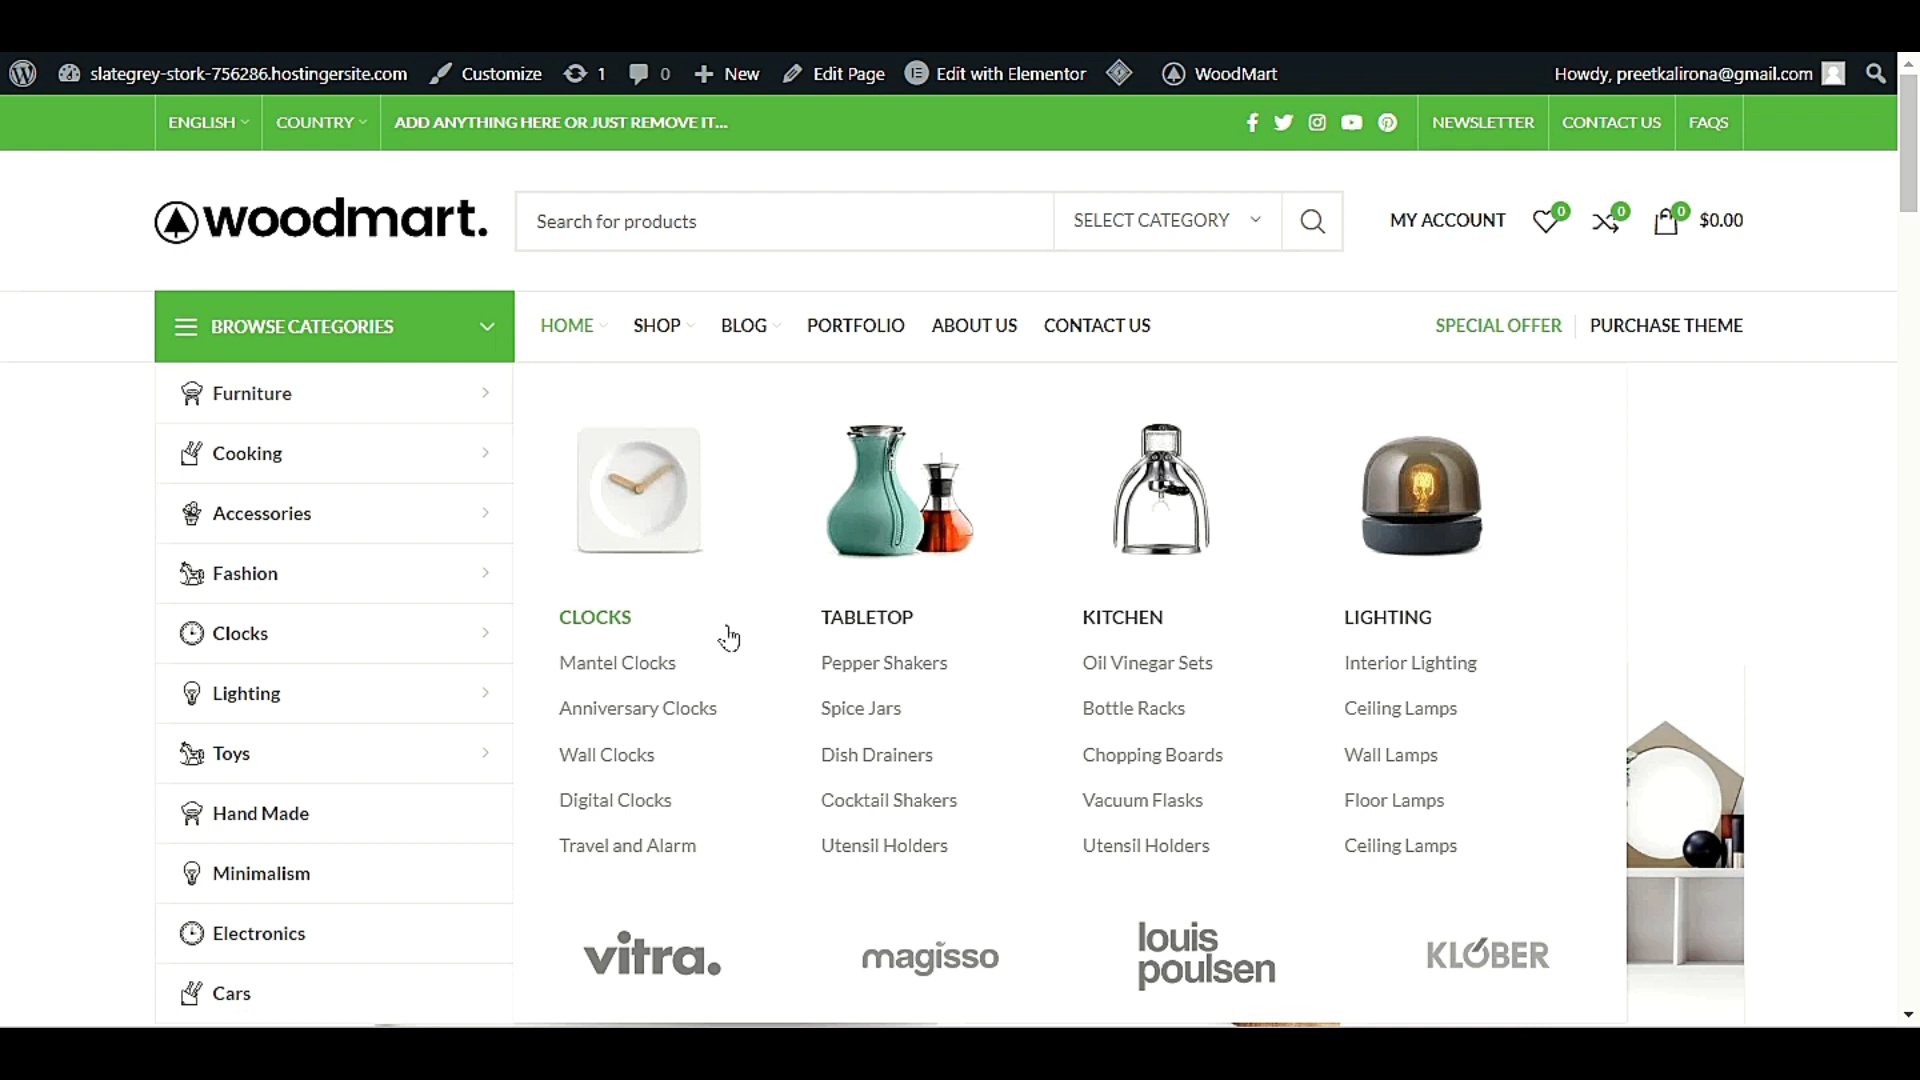 slategrey-stork-756286.hostingersite.com Customize 1 0 New Edit Page Edit with Elementor WoodMart Howdy, preetkalirona@gmail.com
ENGLISH COUNTRY ADD ANYTHING HERE OR JUST REMOVE IT... NEWSLETTER CONTACT US FAQS
woodmart. Search for products SELECT CATEGORY MY ACCOUNT 0 0 0 $0.00
BROWSE CATEGORIES HOME SHOP BLOG PORTFOLIO ABOUT US CONTACT US SPECIAL OFFER PURCHASE THEME
Furniture
Cooking
Accessories
Fashion
Clocks
Lighting
Toys
Hand Made
Minimalism
Electronics
Cars
CLOCKS
Mantel Clocks
Anniversary Clocks
Wall Clocks
Digital Clocks
Travel and Alarm
TABLETOP
Pepper Shakers
Spice Jars
Dish Drainers
Cocktail Shakers
Utensil Holders
KITCHEN
Oil Vinegar Sets
Bottle Racks
Chopping Boards
Vacuum Flasks
Utensil Holders
LIGHTING
Interior Lighting
Ceiling Lamps
Wall Lamps
Floor Lamps
Ceiling Lamps
vitra.
magisso
louis
poulsen
KLÓBER